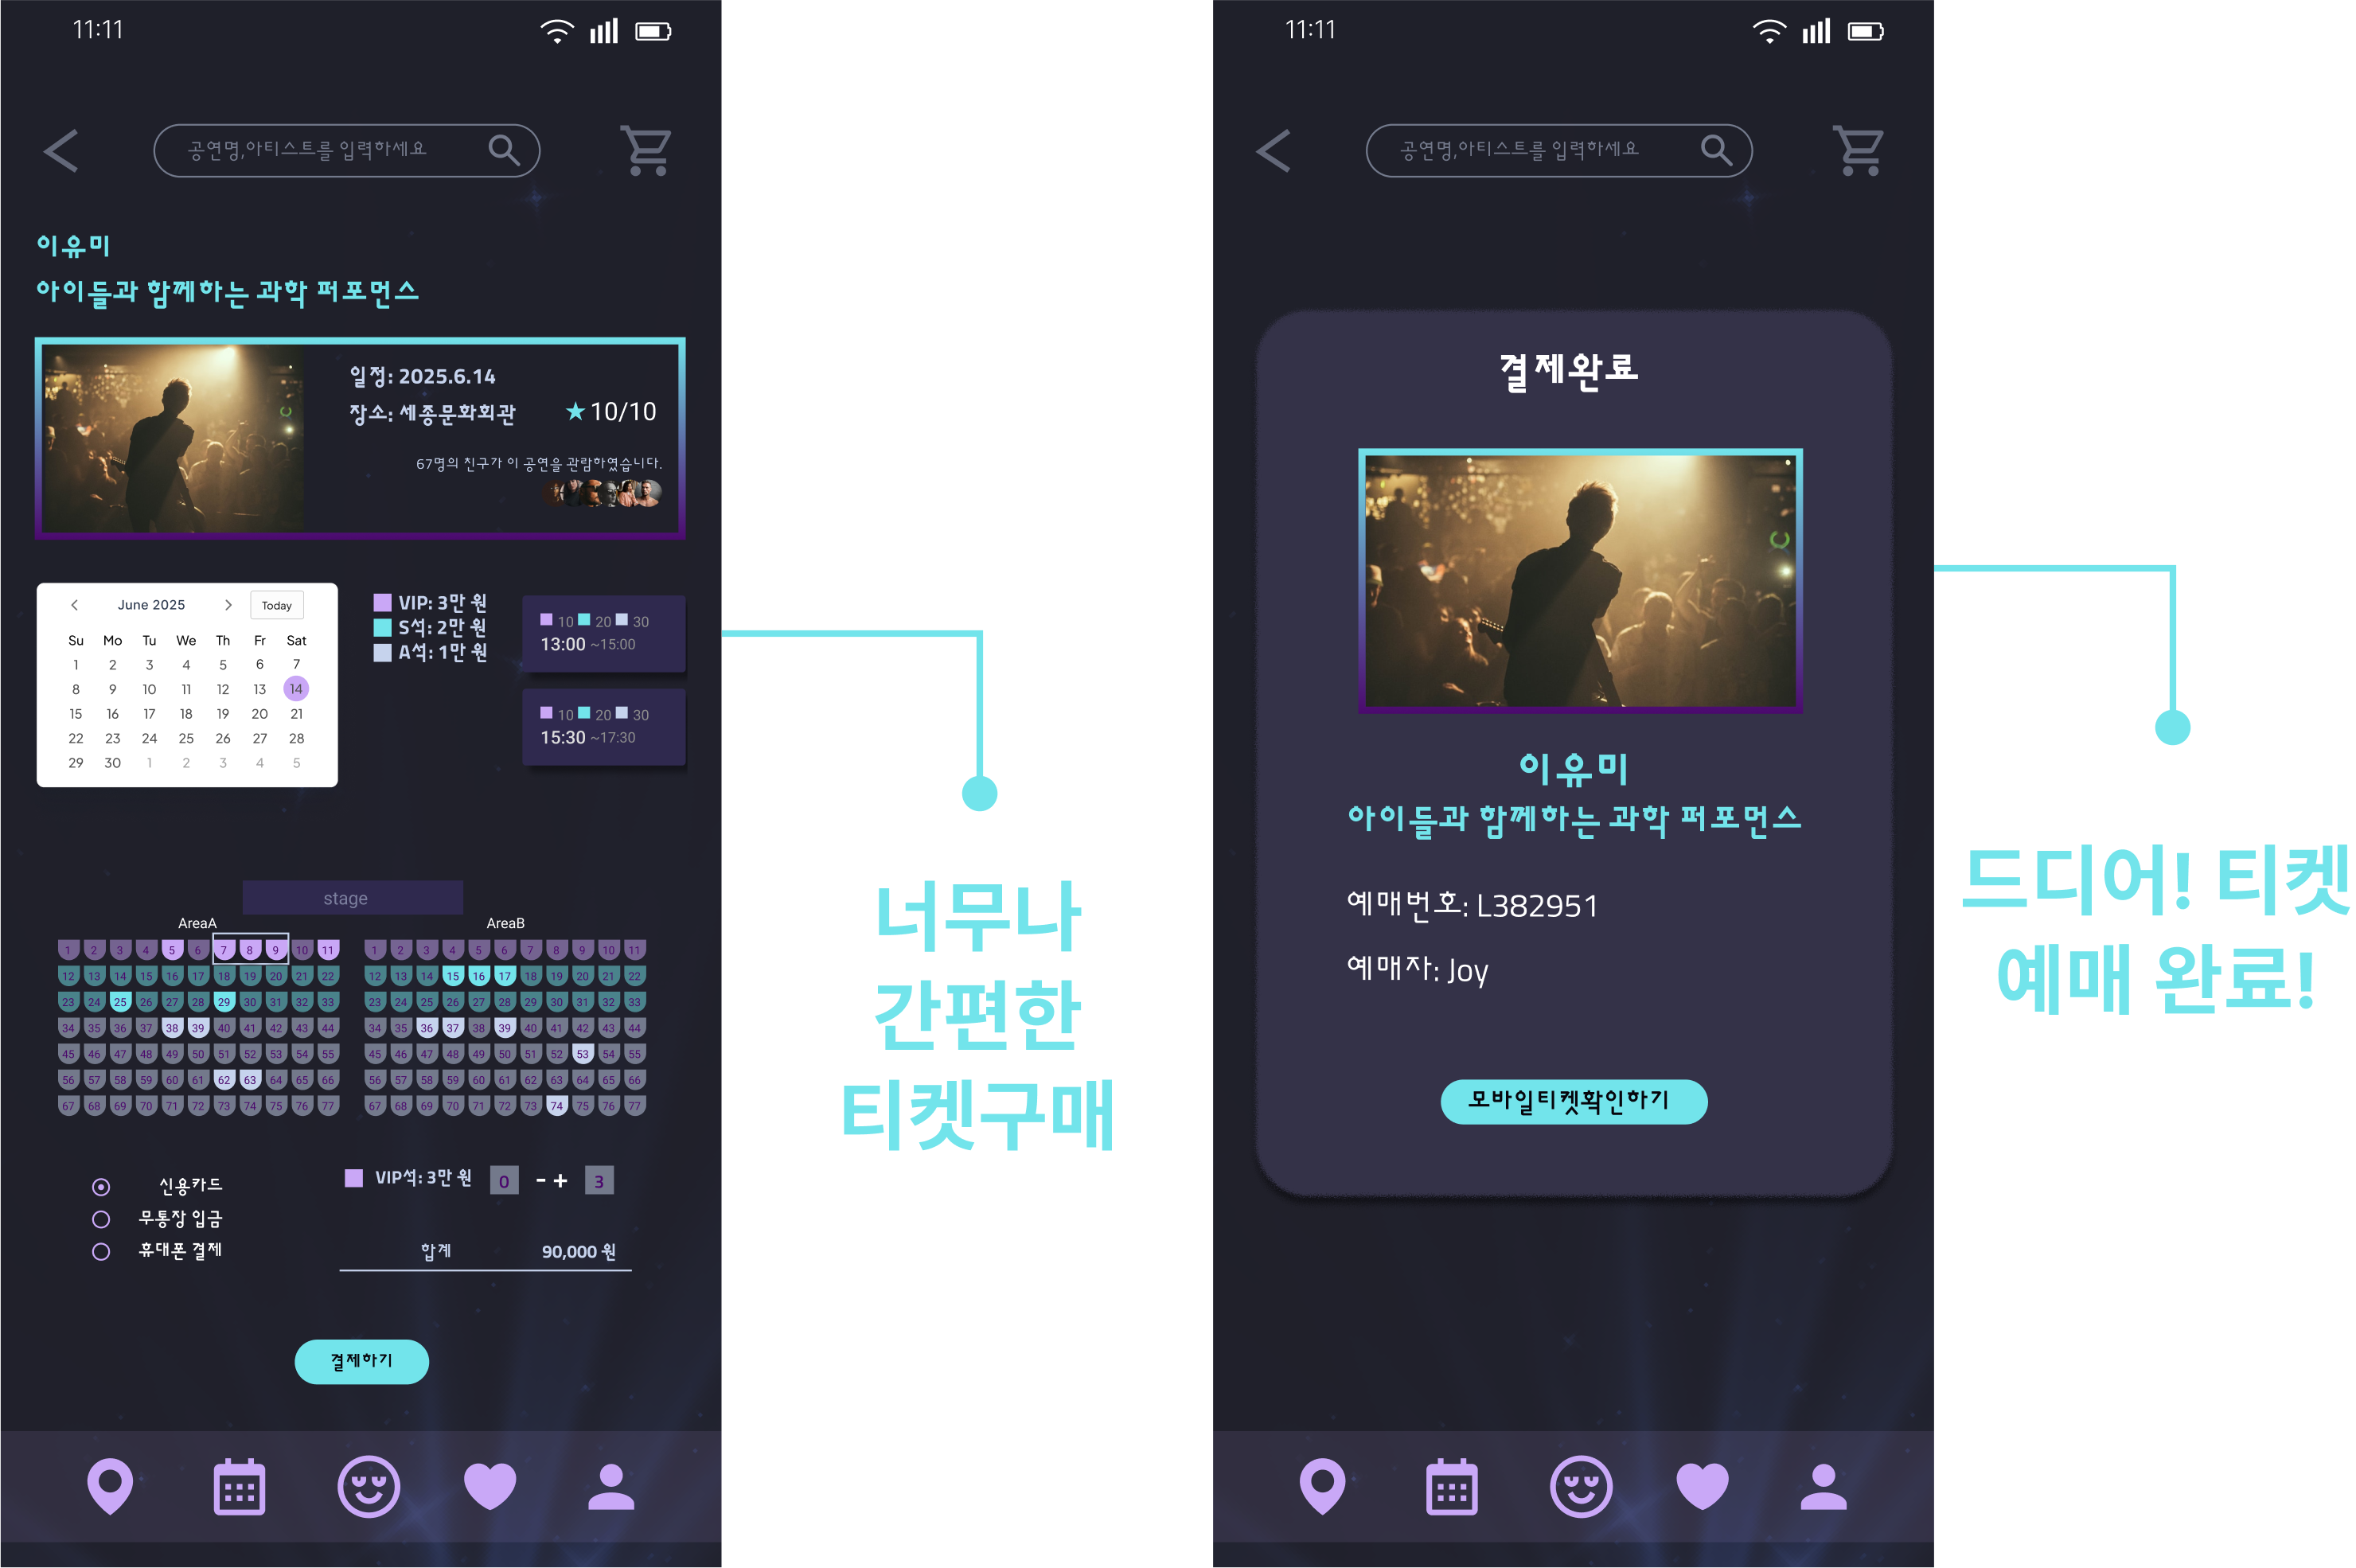 11:11
공연명,아티스트를 입력하세요
이유미
아이들과 함께하는 과학 퍼포먼스
일정: 2025.6.14
장소: 세종문화회관
★10/10
67명의 친구가 이 공연을 관람하였습니다.
June 2025
Today
Su Mo Tu We Th Fr Sat
1 2 3 4 5 6 7
8 9 10 11 12 13 14
15 16 17 18 19 20 21
22 23 24 25 26 27 28
29 30 1 2 3 4 5
VIP: 3만 원
S석: 2만 원
A석: 1만 원
10 20 30
13:00 ~15:00
10 20 30
15:30 ~17:30
stage
AreaA
1 2 3 4 5 6 7 8 9 10 11
12 13 14 15 16 17 18 19 20 21 22
23 24 25 26 27 28 29 30 31 32 33
34 35 36 37 38 39 40 41 42 43 44
45 46 47 48 49 50 51 52 53 54 55
56 57 58 59 60 61 62 63 64 65 66
67 68 69 70 71 72 73 74 75 76 77
AreaB
1 2 3 4 5 6 7 8 9 10 11
12 13 14 15 16 17 18 19 20 21 22
23 24 25 26 27 28 29 30 31 32 33
34 35 36 37 38 39 40 41 42 43 44
45 46 47 48 49 50 51 52 53 54 55
56 57 58 59 60 61 62 63 64 65 66
67 68 69 70 71 72 73 74 75 76 77
신용카드
무통장 입금
휴대폰 결제
VIP석: 3만 원 0 - + 3
합계 90,000 원
결제하기
너무나
간편한
티켓구매
11:11
공연명,아티스트를 입력하세요
결제완료
이유미
아이들과 함께하는 과학 퍼포먼스
예매번호: L382951
예매자: Joy
모바일티켓확인하기
드디어! 티켓
예매 완료!